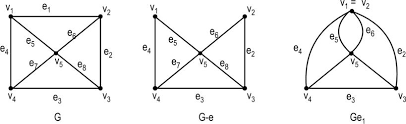 v1 e1 v2
e5 e6
e4 v5 e2
e7 e8
v4 e3 v3
G
v1 v2
e5 e6
e4 v5 e2
e7 e8
v4 e3 v3
G-e
v1 = v2
e5 e6
e4 e2
v5
v4 e3 v3
Ge1